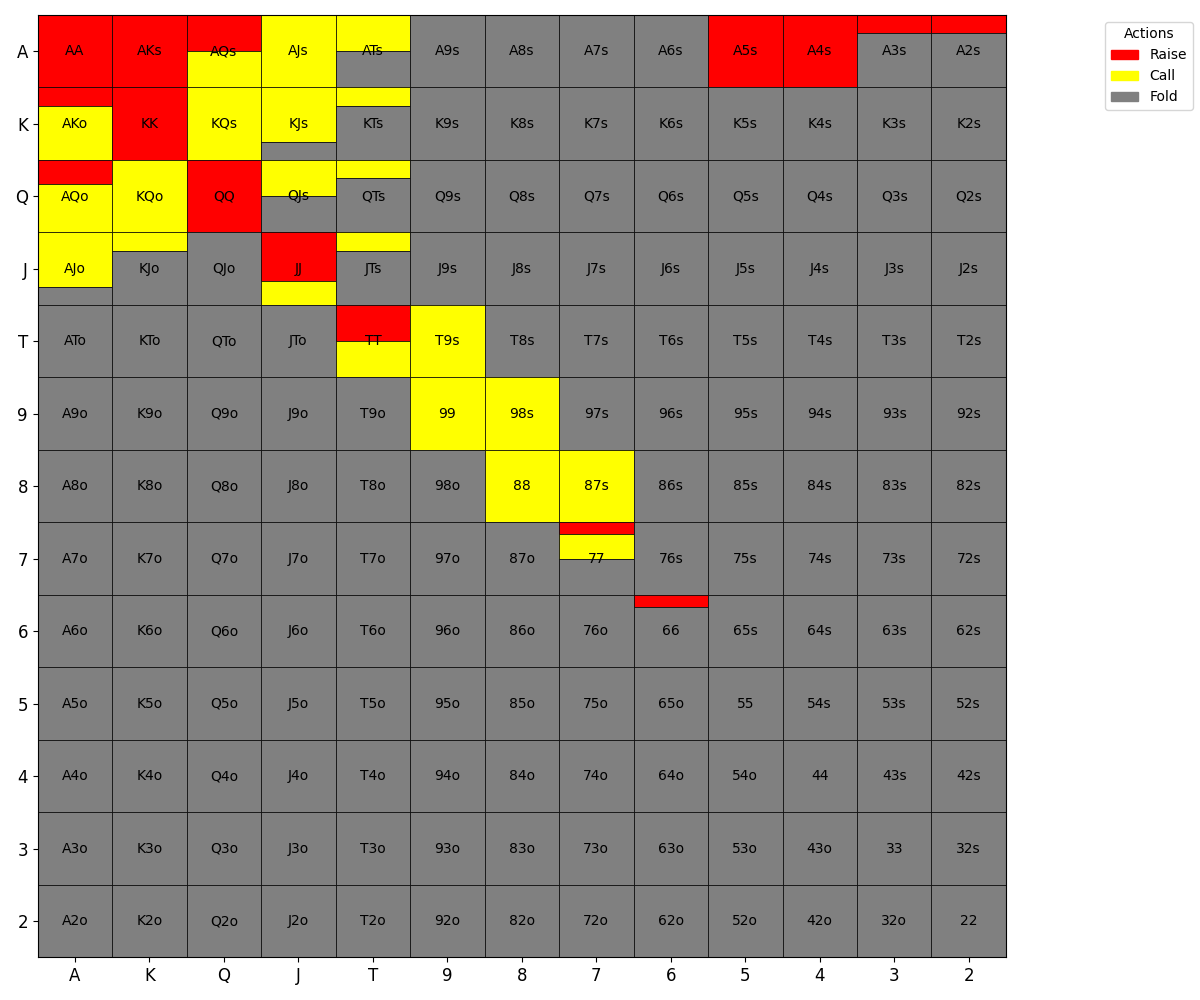 Actions
Raise
Call
Fold
A AA AKs AQs AJs ATs A9s A8s A7s A6s A5s A4s A3s A2s
K AKo KK KQs KJs KTs K9s K8s K7s K6s K5s K4s K3s K2s
Q AQo KQo QQ QJs QTs Q9s Q8s Q7s Q6s Q5s Q4s Q3s Q2s
J AJo KJo QJo JJ JTs J9s J8s J7s J6s J5s J4s J3s J2s
T ATo KTo QTo JTo TT T9s T8s T7s T6s T5s T4s T3s T2s
9 A9o K9o Q9o J9o T9o 99 98s 97s 96s 95s 94s 93s 92s
8 A8o K8o Q8o J8o T8o 98o 88 87s 86s 85s 84s 83s 82s
7 A7o K7o Q7o J7o T7o 97o 87o 77 76s 75s 74s 73s 72s
6 A6o K6o Q6o J6o T6o 96o 86o 76o 66 65s 64s 63s 62s
5 A5o K5o Q5o J5o T5o 95o 85o 75o 65o 55 54s 53s 52s
4 A4o K4o Q4o J4o T4o 94o 84o 74o 64o 54o 44 43s 42s
3 A3o K3o Q3o J3o T3o 93o 83o 73o 63o 53o 43o 33 32s
2 A2o K2o Q2o J2o T2o 92o 82o 72o 62o 52o 42o 32o 22
A K Q J T 9 8 7 6 5 4 3 2